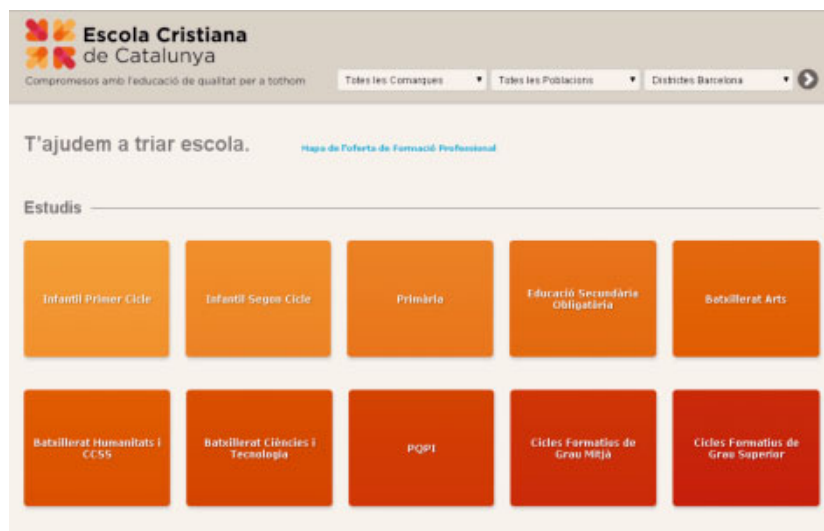 Escola Cristiana
de Catalunya
Compromesos amb l'educació de qualitat per a tothom
Totes les Comarques
Totes les Poblacions
Districtes Barcelona
T'ajudem a triar escola.
Mapa de l'oferta de Formació Professional
Estudis
Infantil Primer Cicle
Infantil Segon Cicle
Primària
Educació Secundària
Obligatòria
Batxillerat Arts
Batxillerat Humanitats i
CCSS
Batxillerat Ciències i
Tecnologia
PQPI
Cicles Formatius de
Grau Mitjà
Cicles Formatius de
Grau Superior